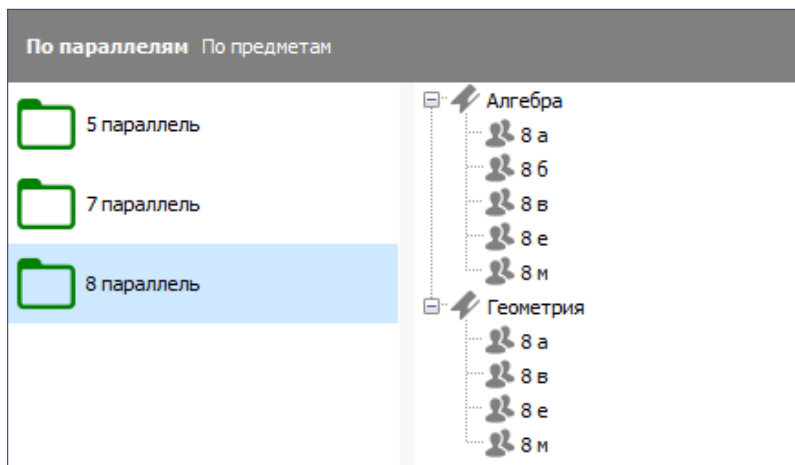 По параллелям По предметам
5 параллель
7 параллель
8 параллель
Алгебра
8 а
8 б
8 в
8 е
8 м
Геометрия
8 а
8 в
8 е
8 м